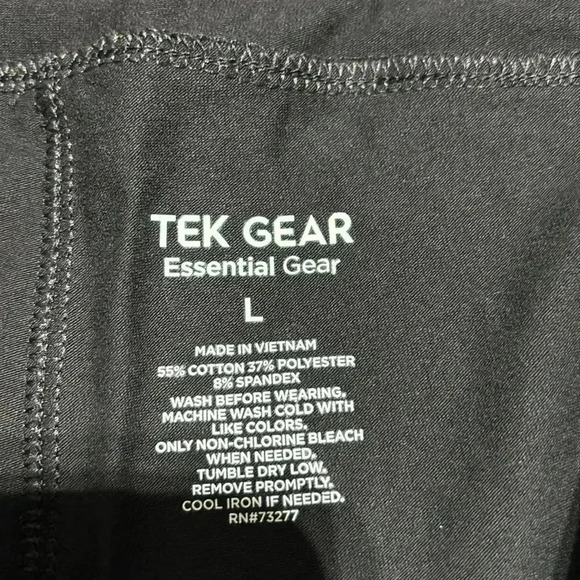 TEK GEAR
Essential Gear
L
MADE IN VIETNAM
55% COTTON 37% POLYESTER
8% SPANDEX
WASH BEFORE WEARING.
MACHINE WASH COLD WITH
LIKE COLORS.
ONLY NON-CHLORINE BLEACH
WHEN NEEDED.
TUMBLE DRY LOW.
REMOVE PROMPTLY.
COOL IRON IF NEEDED.
RN#73277